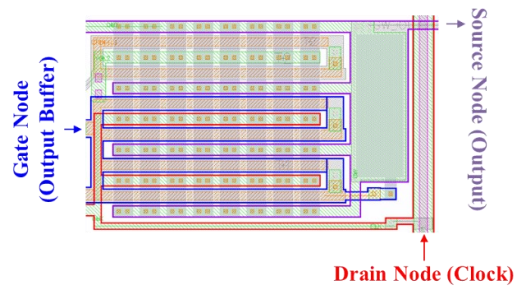 Gate Node
(Output Buffer)
Source Node (Output)
Drain Node (Clock)